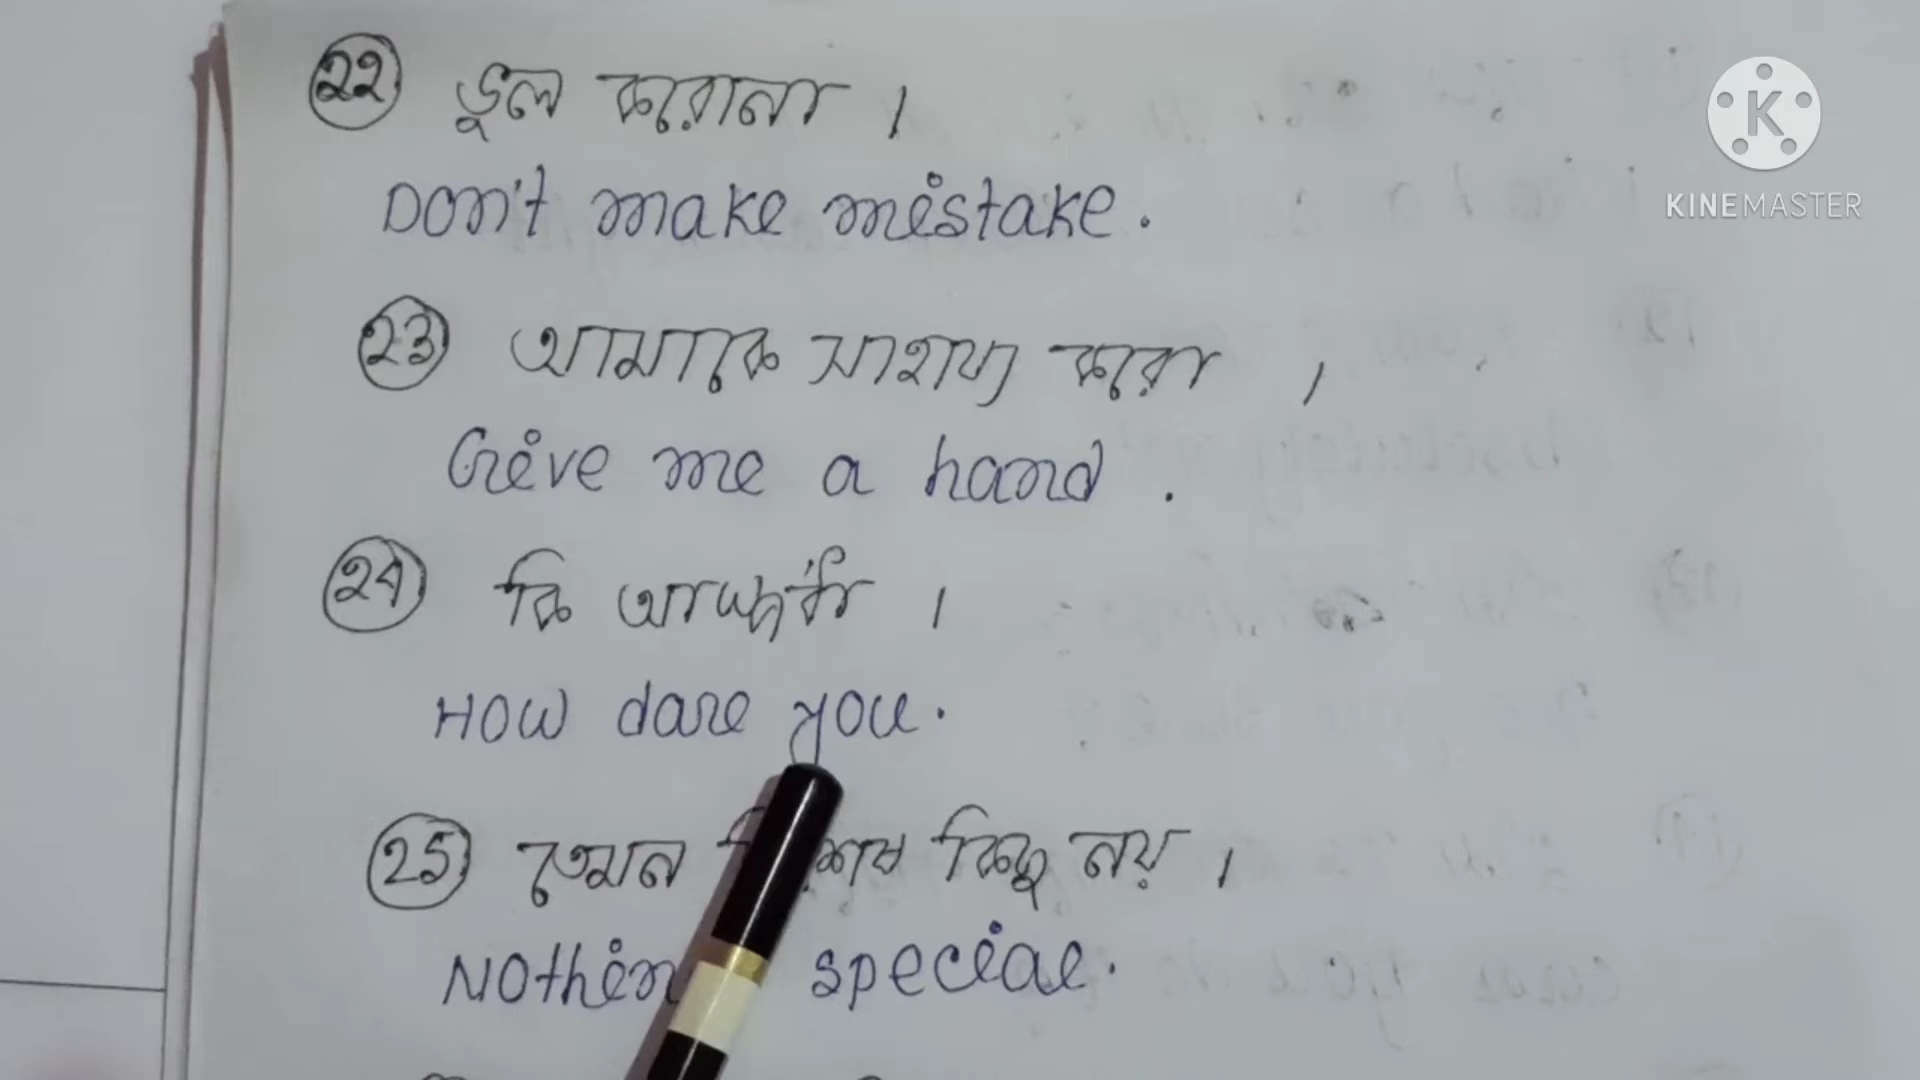 22 ভুল করোনা ।
Don't make mistake.
23 আমাকে সাহায্য করো ।
Give me a hand.
24 কি আস্পর্ধা ।
How dare you.
25 তেমন কিছু নয় ।
special.
KINEMASTER